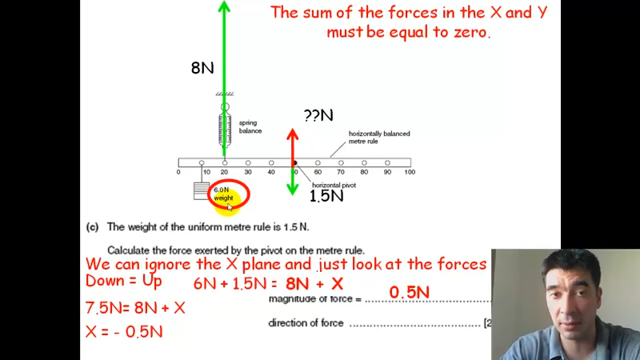 The sum of the forces in the X and Y
must be equal to zero.
8N
??N
spring
balance
horizontally balanced
metre rule
0 10 20 30 40 50 60 70 80 90 100
horizontal pivot
6.0N
weight
1.5N
(c) The weight of the uniform metre rule is 1.5 N.
Calculate the force exerted by the pivot on the metre rule.
We can ignore the X plane and just look at the forces
Down = Up 6N + 1.5N = 8N + X
magnitude of force = 0.5N
7.5N= 8N + X
direction of force [2
X = - 0.5N